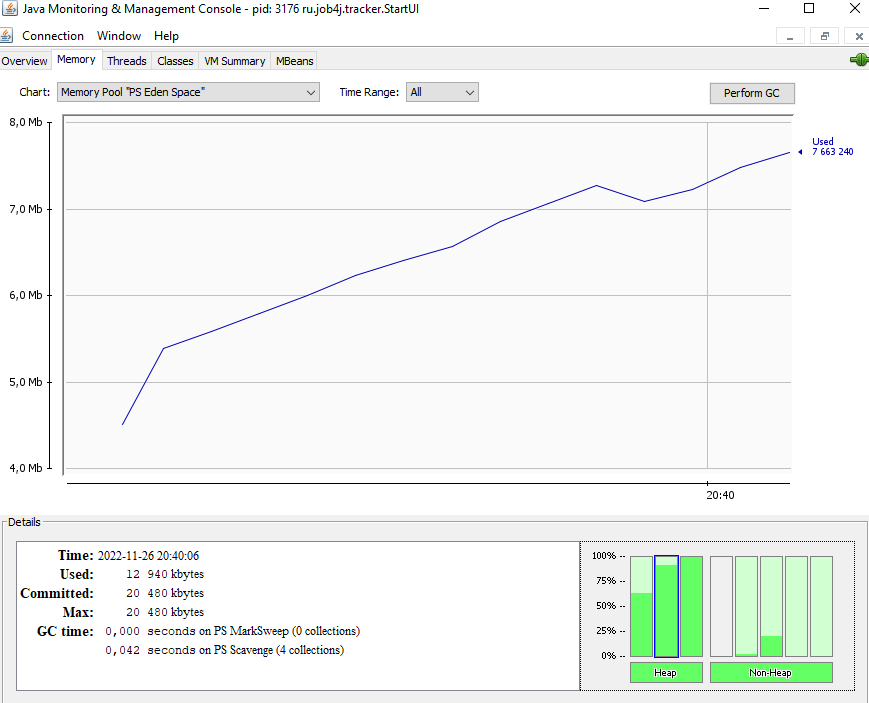 Java Monitoring & Management Console - pid: 3176 ru.job4j.tracker.StartUI
Connection Window Help
Overview Memory Threads Classes VM Summary MBeans
Chart: Memory Pool "PS Eden Space" Time Range: All Perform GC
8,0 Mb
Used
7 663 240
7,0 Mb
6,0 Mb
5,0 Mb
4,0 Mb
20:40
Details
Time: 2022-11-26 20:40:06
Used: 12 940 kbytes
Committed: 20 480 kbytes
Max: 20 480 kbytes
GC time: 0,000 seconds on PS MarkSweep (0 collections)
0,042 seconds on PS Scavenge (4 collections)
100% --
75% --
50% --
25% --
0% --
Heap Non-Heap